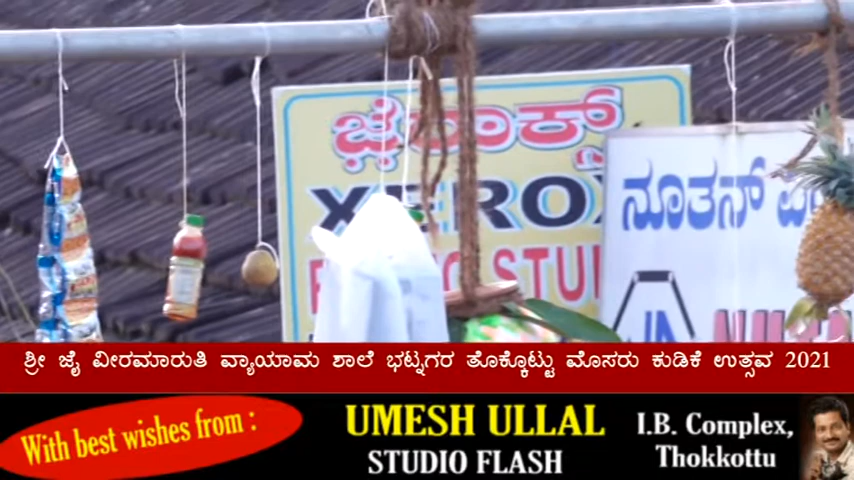 ಜೈರಾಕ್ಸ್
XEROX
ನೂತನ್
STUDI
ಶ್ರೀ ಜೈ ವೀರಮಾರುತಿ ವ್ಯಾಯಾಮ ಶಾಲೆ ಭಟ್ನಗರ ತೊಕ್ಕೊಟ್ಟು ಮೊಸರು ಕುಡಿಕೆ ಉತ್ಸವ 2021
With best wishes from :
UMESH ULLAL
STUDIO FLASH
I.B. Complex,
Thokkottu